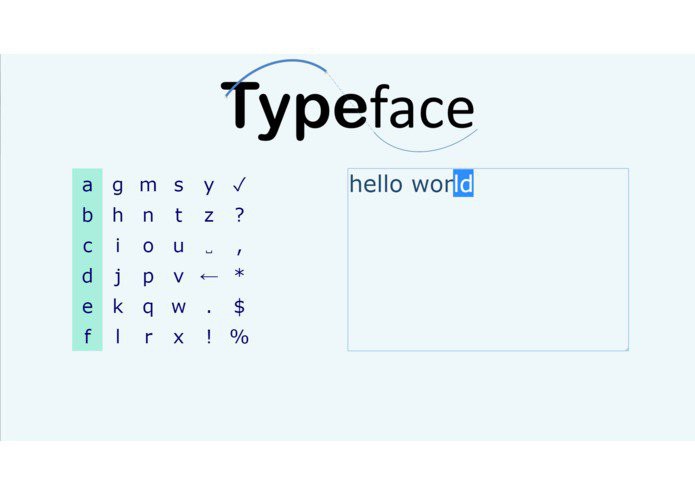 Typeface
a g m s y ✓
b h n t z ?
c i o u ⎵ ,
d j p v ← *
e k q w . $
f l r x ! %
hello world